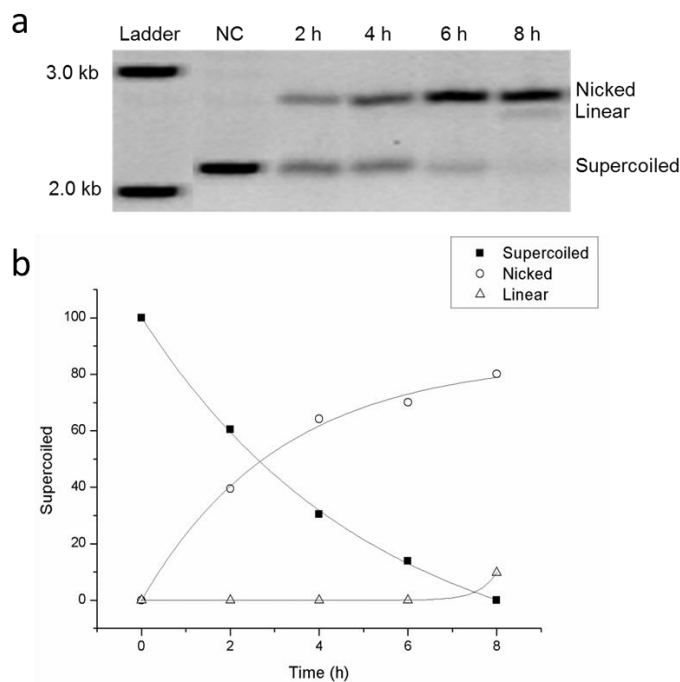 a
Ladder NC 2 h 4 h 6 h 8 h
3.0 kb
Nicked
Linear
Supercoiled
2.0 kb
b
Supercoiled
Nicked
Linear
100
80
60
40
20
0
Supercoiled
0 2 4 6 8
Time (h)